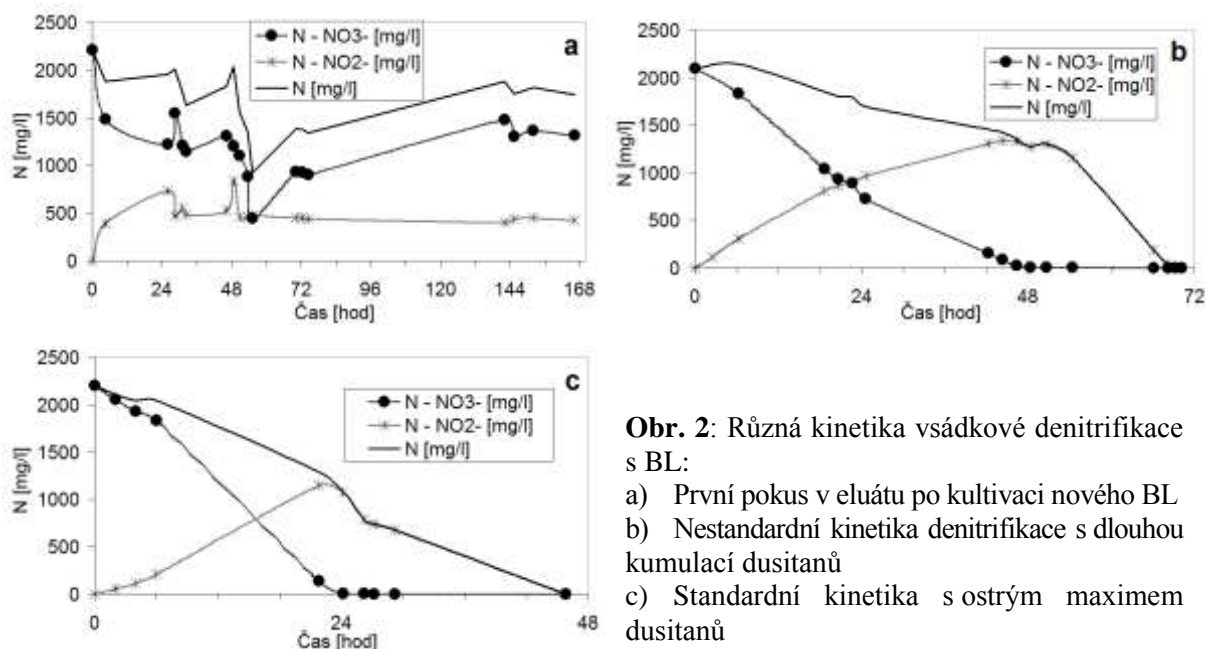 2500
2000
1500
1000
500
0
N [mg/l]
N - NO3- [mg/l]
N - NO2- [mg/l]
N [mg/l]
a
0 24 48 72 96 120 144 168
Čas [hod]
2500
2000
1500
1000
500
0
N [mg/l]
N - NO3- [mg/l]
N - NO2- [mg/l]
N [mg/l]
b
0 24 48 72
Čas [hod]
2500
2000
1500
1000
500
0
N [mg/l]
N - NO3- [mg/l]
N - NO2- [mg/l]
N [mg/l]
c
0 24 48
Čas [hod]
Obr. 2: Různá kinetika vsádkové denitrifikace
s BL:
a) První pokus v eluátu po kultivaci nového BL
b) Nestandardní kinetika denitrifikace s dlouhou
kumulací dusitanů
c) Standardní kinetika s ostrým maximem
dusitanů